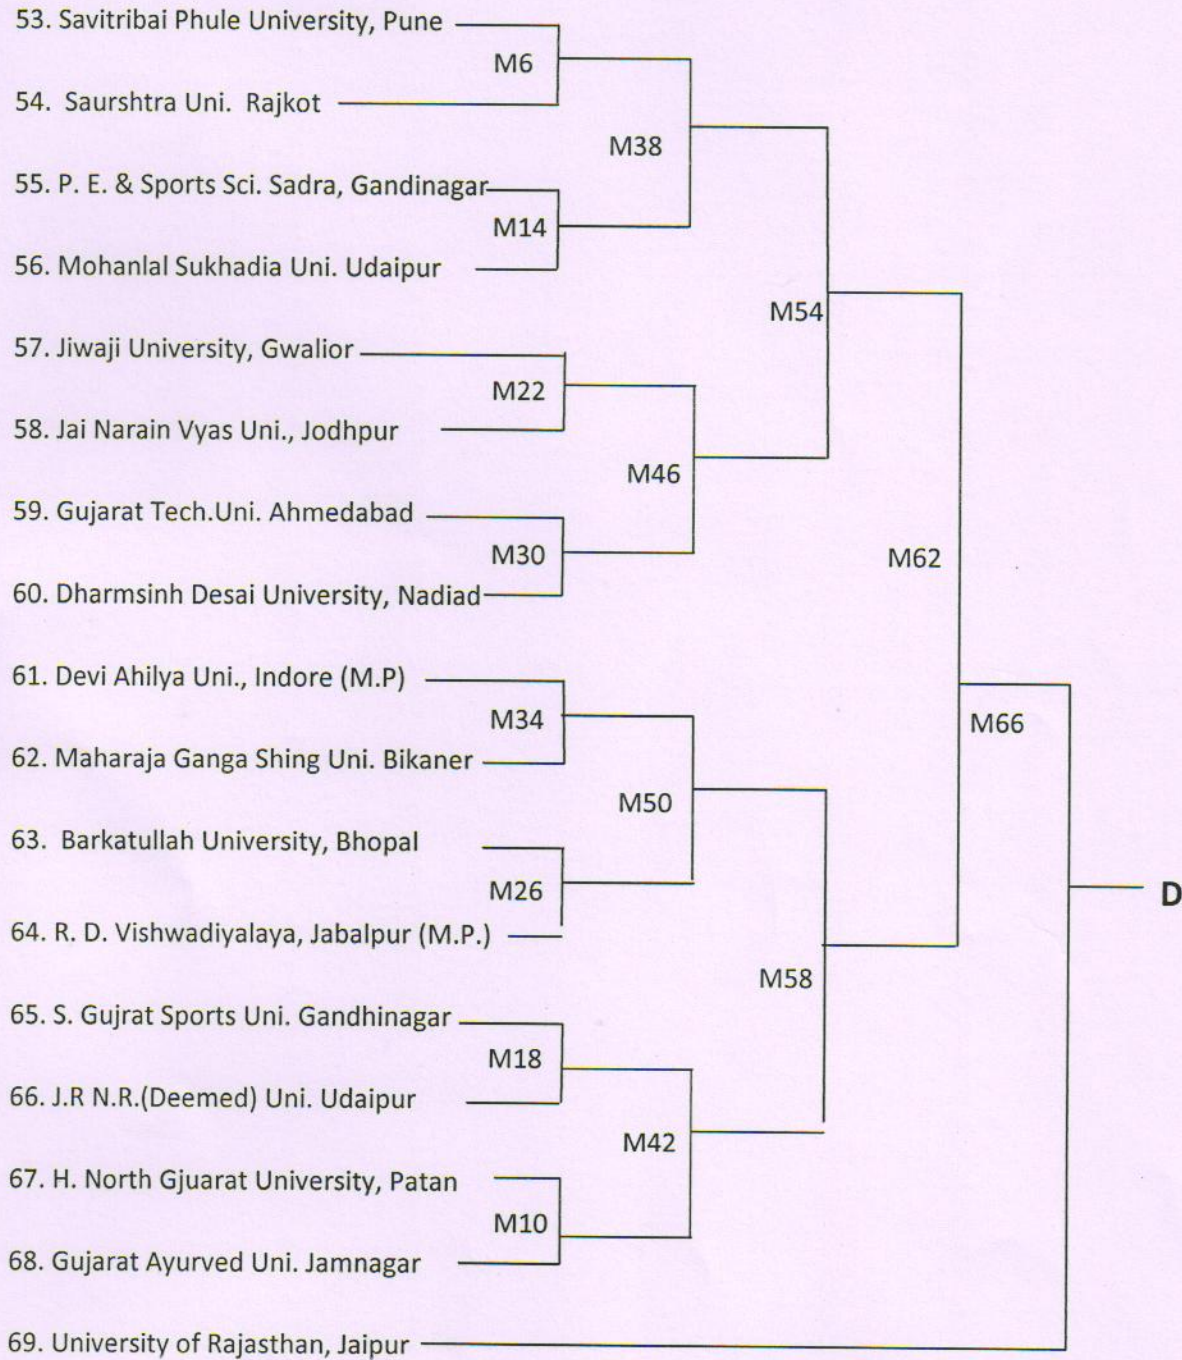 53. Savitribai Phule University, Pune
M6
54. Saurshtra Uni. Rajkot
M38
55. P. E. & Sports Sci. Sadra, Gandinagar
M14
56. Mohanlal Sukhadia Uni. Udaipur
M54
57. Jiwaji University, Gwalior
M22
58. Jai Narain Vyas Uni., Jodhpur
M46
59. Gujarat Tech.Uni. Ahmedabad
M30
M62
60. Dharmsinh Desai University, Nadiad
61. Devi Ahilya Uni., Indore (M.P)
M34
M66
62. Maharaja Ganga Shing Uni. Bikaner
M50
63. Barkatullah University, Bhopal
M26
D
64. R. D. Vishwadiyalaya, Jabalpur (M.P.)
M58
65. S. Gujrat Sports Uni. Gandhinagar
M18
66. J.R N.R.(Deemed) Uni. Udaipur
M42
67. H. North Gjuarat University, Patan
M10
68. Gujarat Ayurved Uni. Jamnagar
69. University of Rajasthan, Jaipur